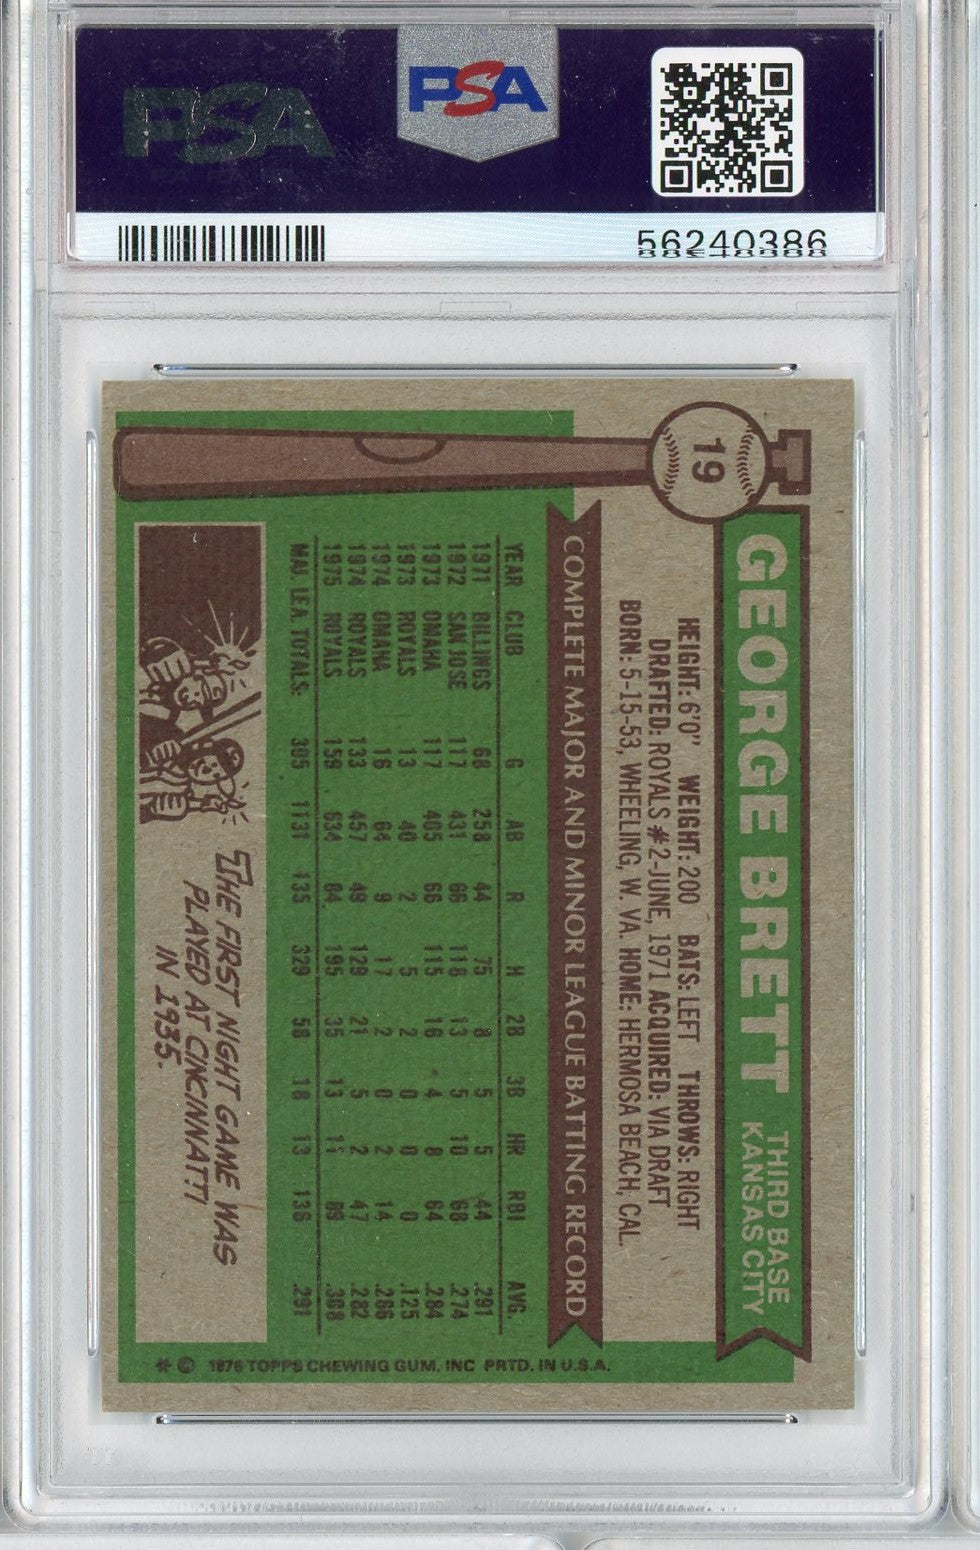 PSA
PSA
56240386
19
GEORGE BRETT
THIRD BASE
KANSAS CITY
HEIGHT: 6'0" WEIGHT: 200 BATS: LEFT THROWS: RIGHT
DRAFTED: ROYALS #2-JUNE, 1971 ACQUIRED: VIA DRAFT
BORN: 5-15-53, WHEELING, W. VA. HOME: HERMOSA BEACH, CAL.
COMPLETE MAJOR AND MINOR LEAGUE BATTING RECORD
YEAR CLUB G AB R H 2B 3B HR RBI AVG.
1971 BILLINGS 68 258 44 75 8 5 5 44 .291
1972 SAN JOSE 117 431 66 118 13 5 10 68 .274
1973 OMAHA 117 405 66 115 16 4 8 64 .284
1973 ROYALS 13 40 2 5 2 0 0 0 .125
1974 OMAHA 16 64 9 17 2 0 2 14 .266
1974 ROYALS 133 457 49 129 21 5 2 47 .282
1975 ROYALS 159 634 84 195 35 13 11 89 .308
MAJ. LEA. TOTALS: 305 1131 135 329 58 18 13 136 .291
THE FIRST NIGHT GAME WAS
PLAYED AT CINCINNATTI
IN 1935.
* © 1976 TOPPS CHEWING GUM, INC PRTD. IN U.S.A.